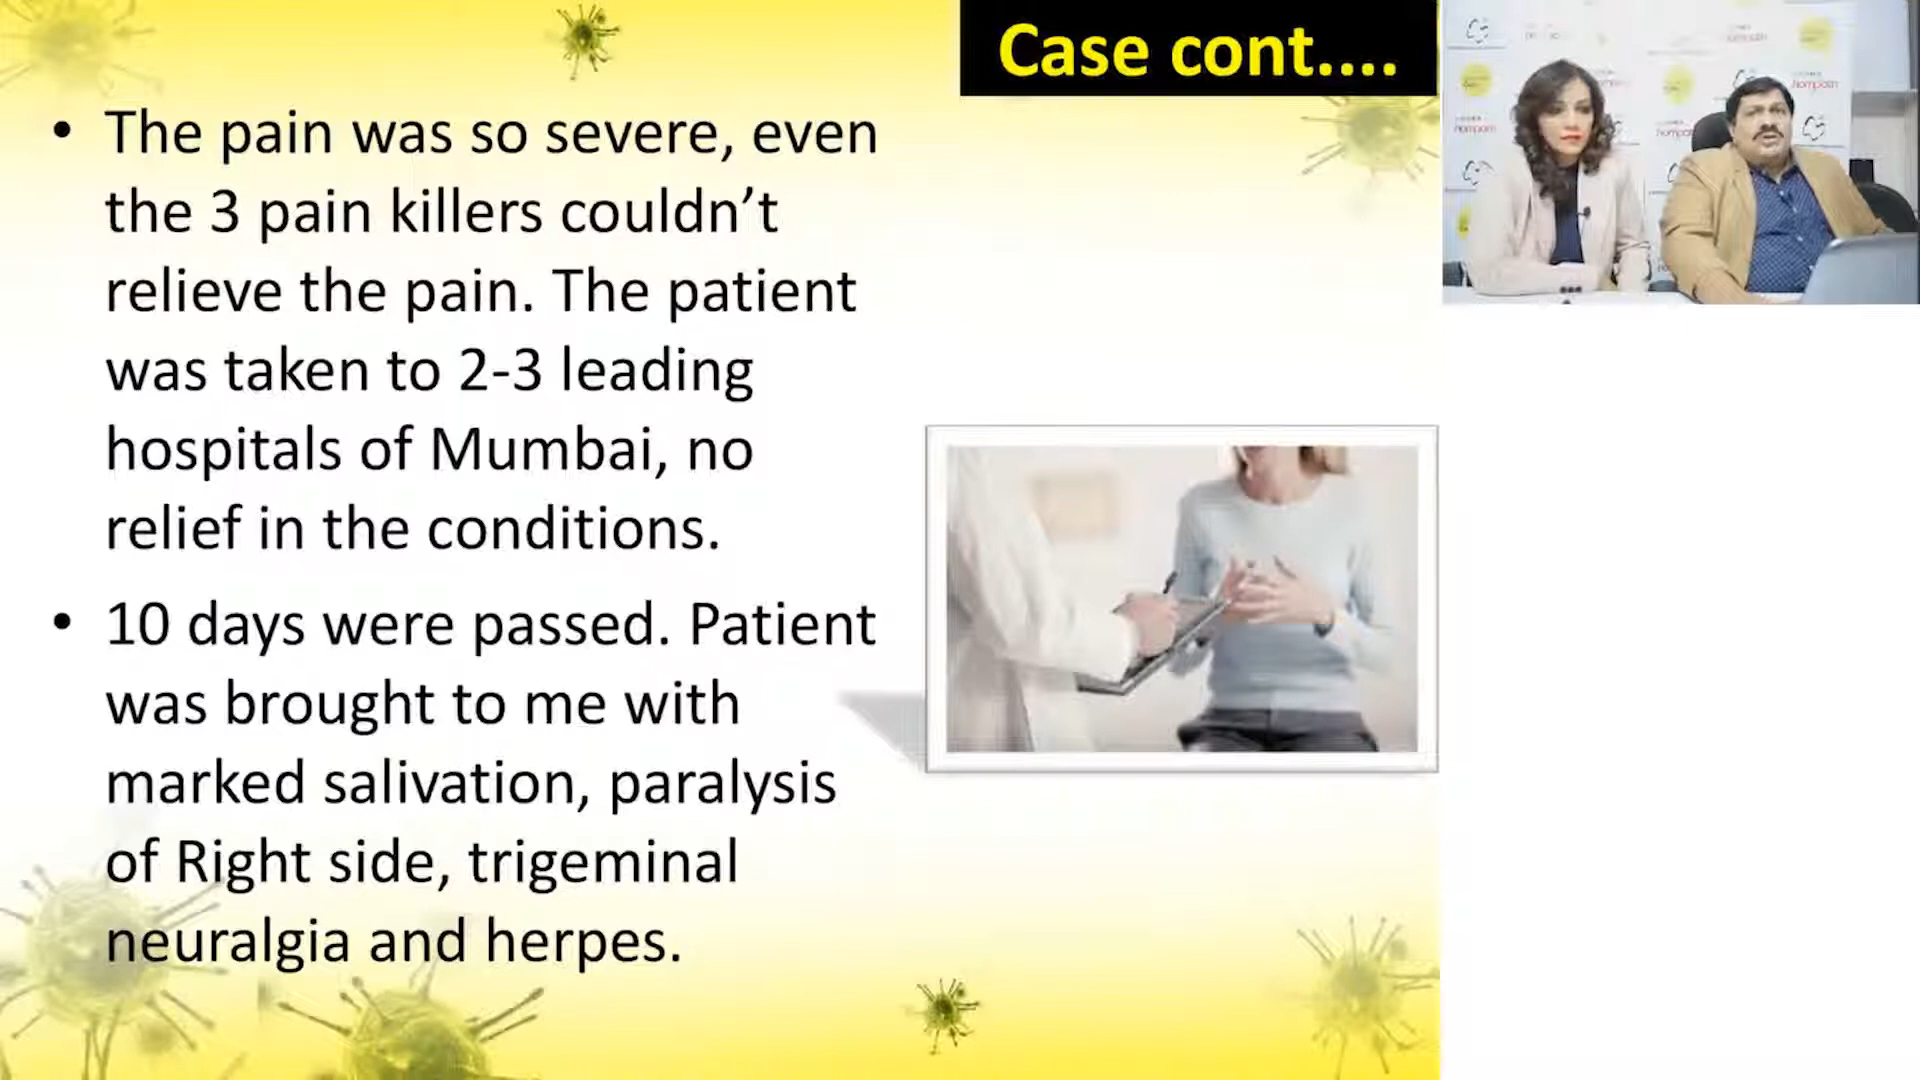 Case cont....
• The pain was so severe, even
the 3 pain killers couldn’t
relieve the pain. The patient
was taken to 2-3 leading
hospitals of Mumbai, no
relief in the conditions.
• 10 days were passed. Patient
was brought to me with
marked salivation, paralysis
of Right side, trigeminal
neuralgia and herpes.
hompath
hompath